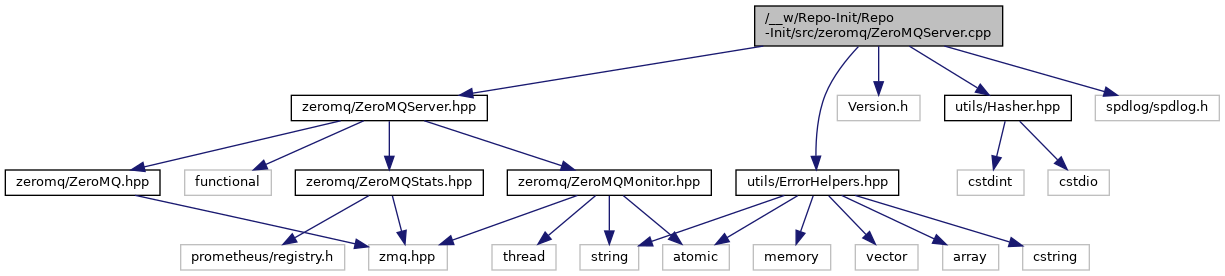 /__w/Repo-Init/Repo
-Init/src/zeromq/ZeroMQServer.cpp
zeromq/ZeroMQServer.hpp
Version.h
utils/Hasher.hpp
spdlog/spdlog.h
zeromq/ZeroMQ.hpp
functional
zeromq/ZeroMQStats.hpp
zeromq/ZeroMQMonitor.hpp
utils/ErrorHelpers.hpp
cstdint
cstdio
prometheus/registry.h
zmq.hpp
thread
string
atomic
memory
vector
array
cstring